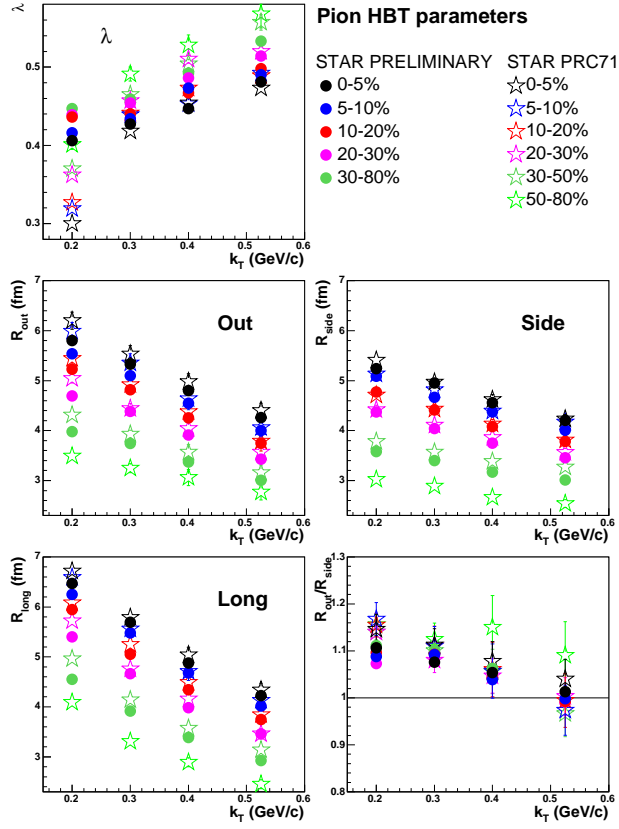 Pion HBT parameters
STAR PRELIMINARY
0-5%
5-10%
10-20%
20-30%
30-80%
STAR PRC71
0-5%
5-10%
10-20%
20-30%
30-50%
50-80%
λ
λ
0.3
0.4
0.5
0.2 0.3 0.4 0.5 0.6
k_T (GeV/c)
Out
R_out (fm)
3
4
5
6
7
0.2 0.3 0.4 0.5 0.6
k_T (GeV/c)
Side
R_side (fm)
3
4
5
6
7
0.2 0.3 0.4 0.5 0.6
k_T (GeV/c)
Long
R_long (fm)
3
4
5
6
7
0.2 0.3 0.4 0.5 0.6
k_T (GeV/c)
R_out/R_side
0.8
0.9
1
1.1
1.2
1.3
0.2 0.3 0.4 0.5 0.6
k_T (GeV/c)